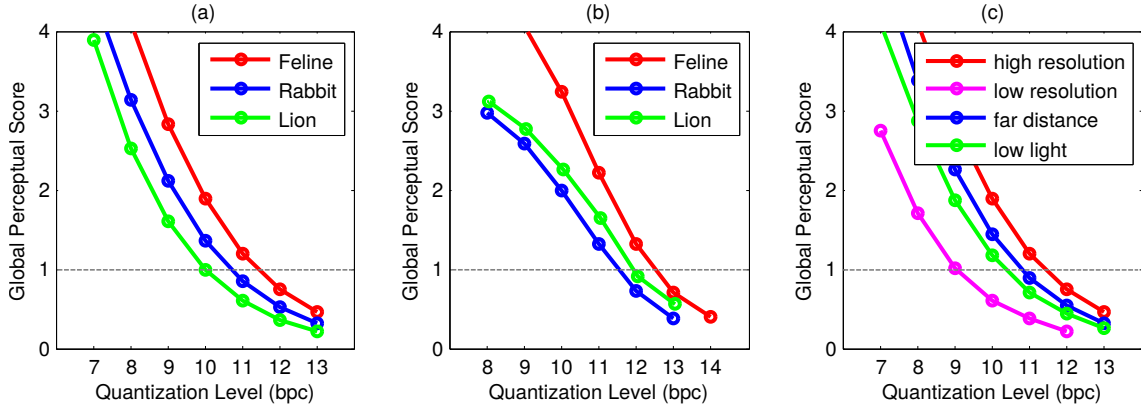 (a)
Global Perceptual Score
4
3
2
1
0
7 8 9 10 11 12 13
Quantization Level (bpc)
Feline
Rabbit
Lion
(b)
Global Perceptual Score
4
3
2
1
0
8 9 10 11 12 13 14
Quantization Level (bpc)
Feline
Rabbit
Lion
(c)
Global Perceptual Score
4
3
2
1
0
7 8 9 10 11 12 13
Quantization Level (bpc)
high resolution
low resolution
far distance
low light